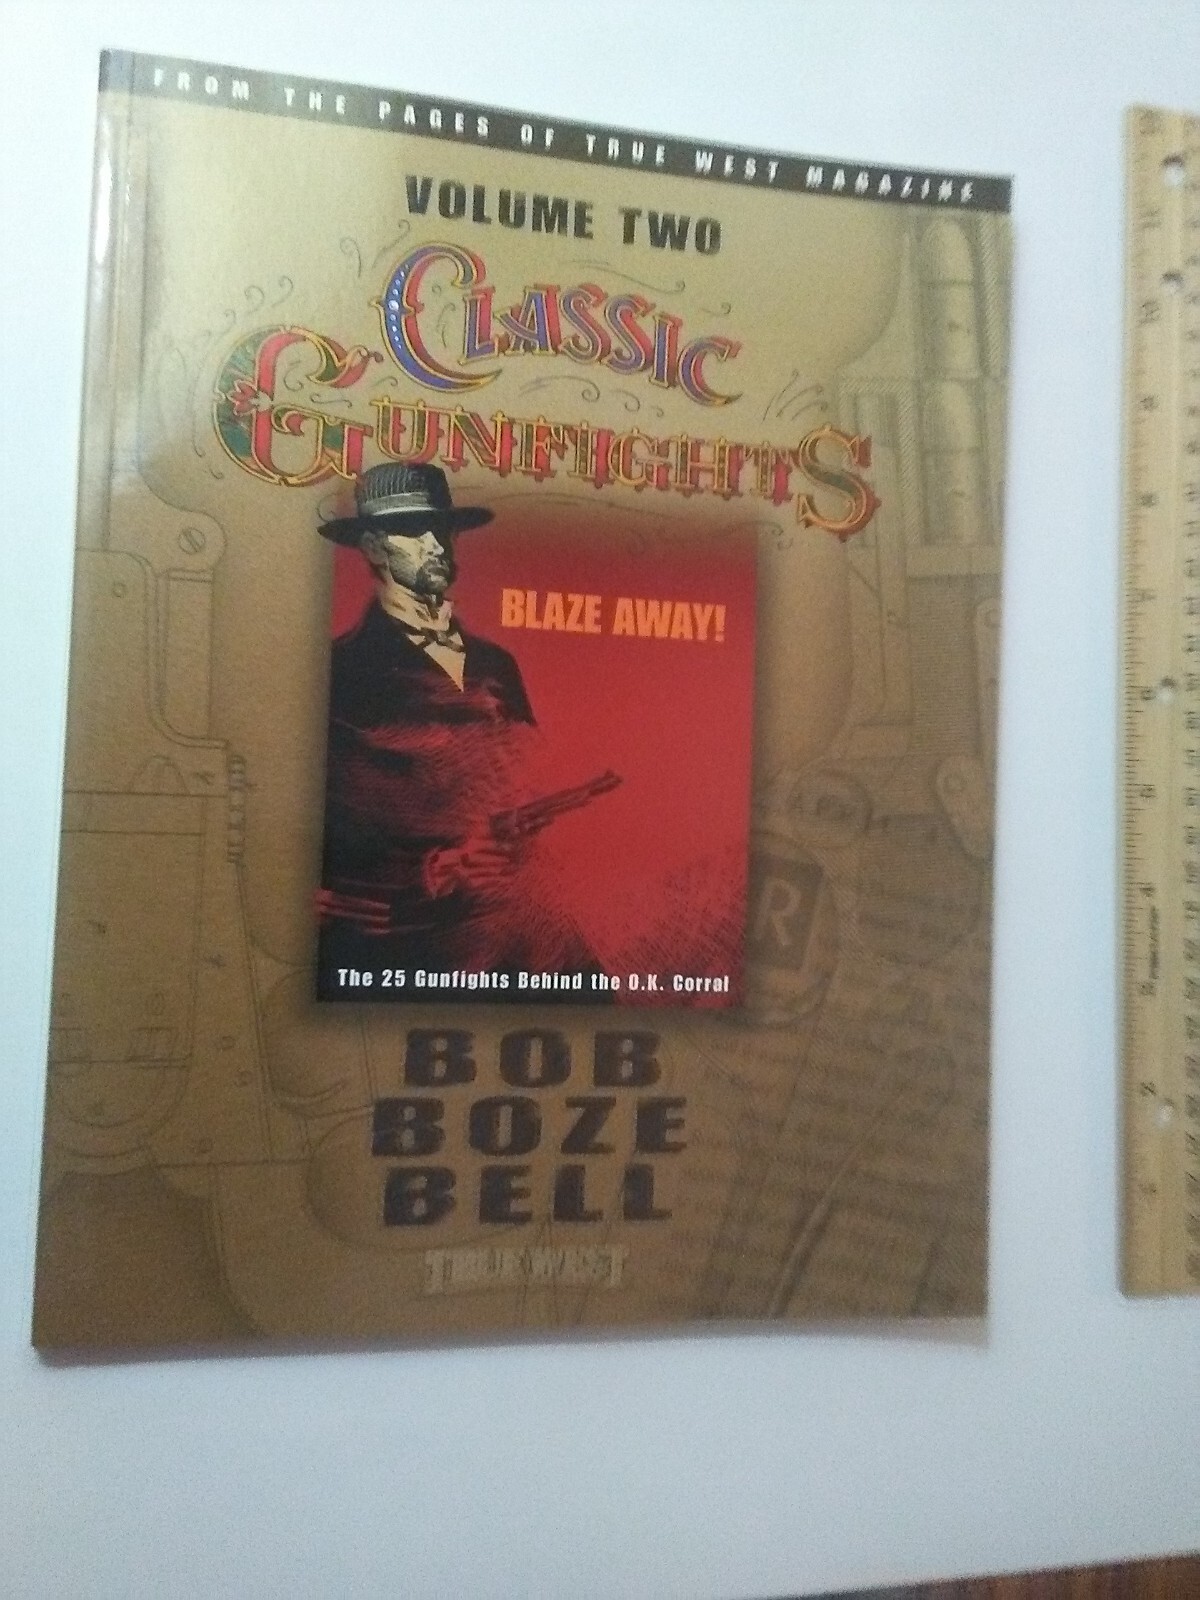 FROM THE PAGES OF TRUE WEST MAGAZINE
VOLUME TWO
CLASSIC
GUNFIGHTS
BLAZE AWAY!
R
The 25 Gunfights Behind the O.K. Corral
BOB
BOZE
BELL
TRUE WEST